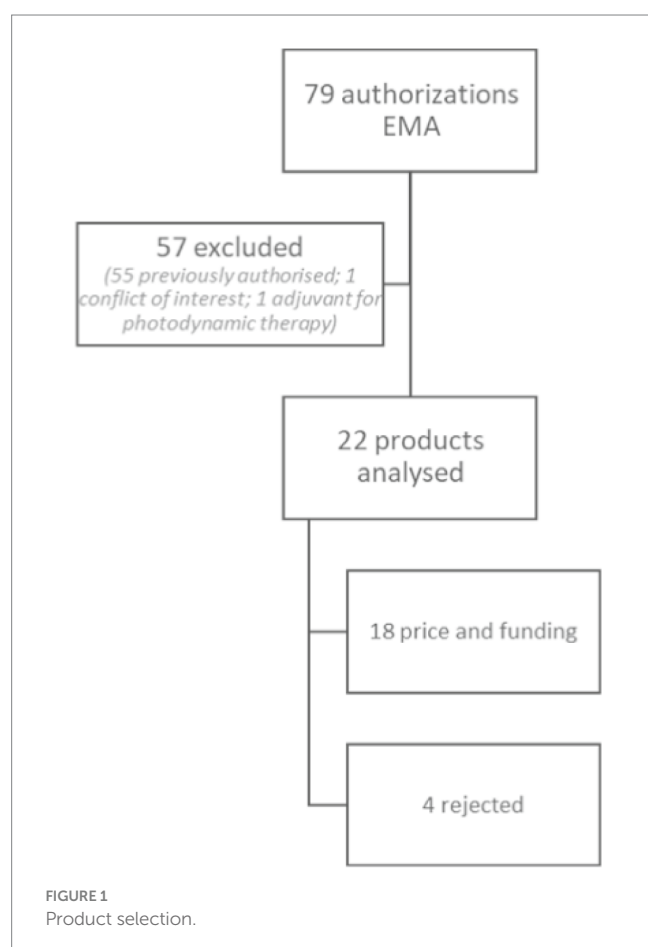 79 authorizations
EMA
57 excluded
(55 previously authorised; 1
conflict of interest; 1 adjuvant for
photodynamic therapy)
22 products
analysed
18 price and funding
4 rejected
FIGURE 1
Product selection.